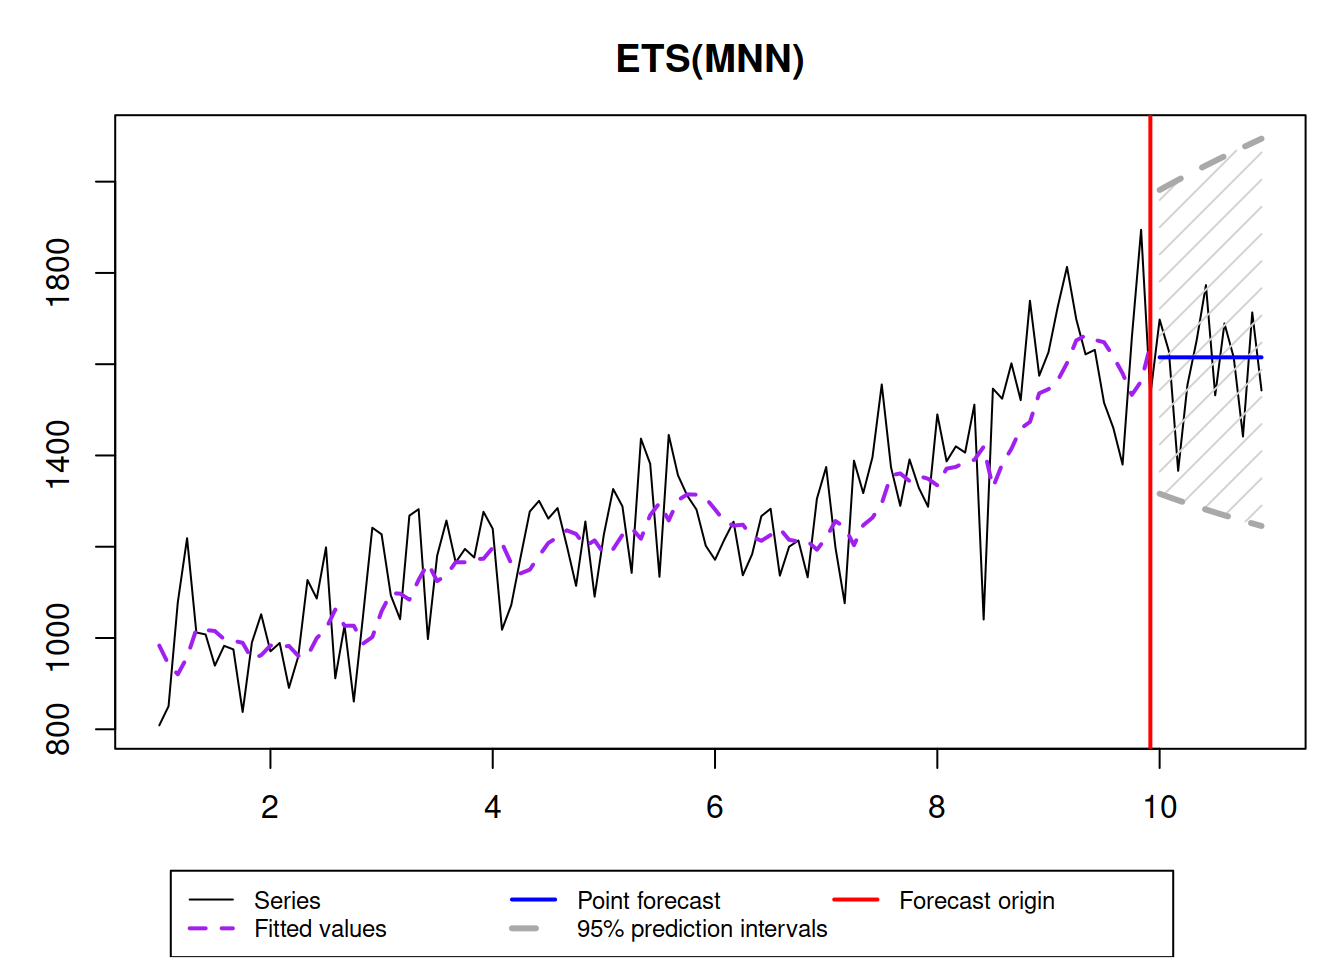 ETS(MNN)
1800
1400
1000
800
2 4 6 8 10
Series Point forecast Forecast origin
Fitted values 95% prediction intervals